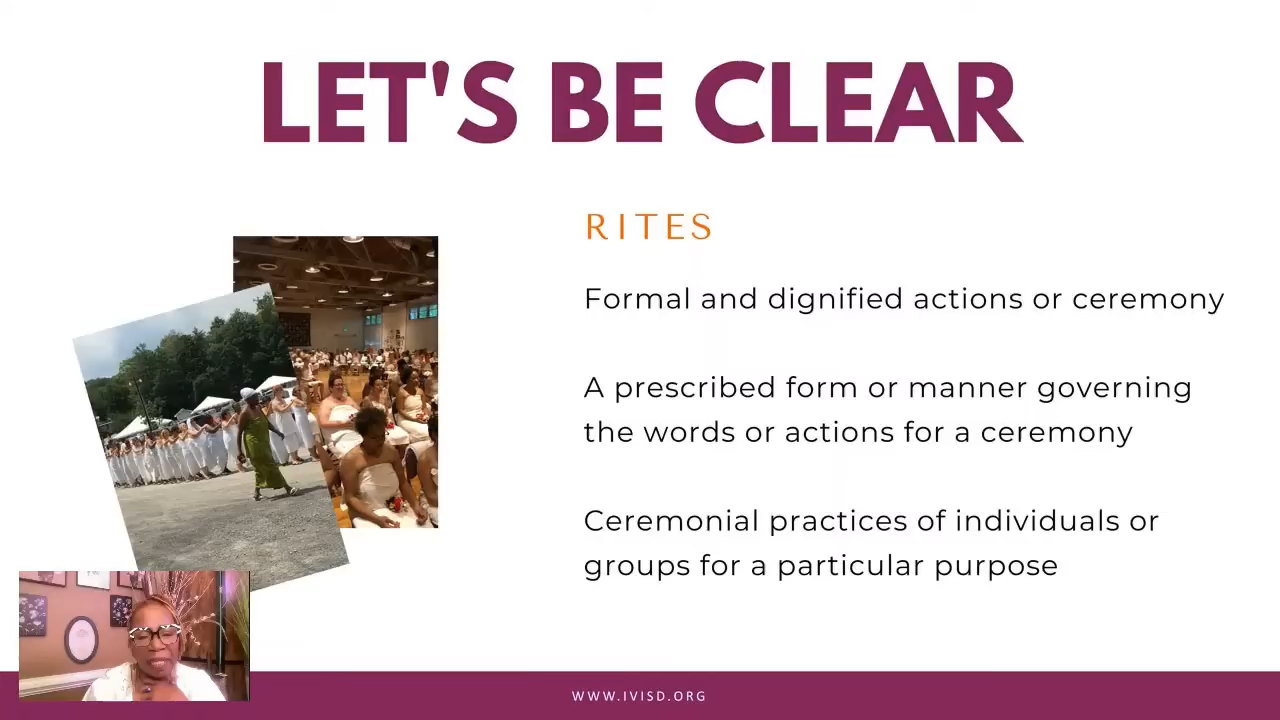 LET'S BE CLEAR
RITES
Formal and dignified actions or ceremony
A prescribed form or manner governing
the words or actions for a ceremony
Ceremonial practices of individuals or
groups for a particular purpose
WWW.IVISD.ORG